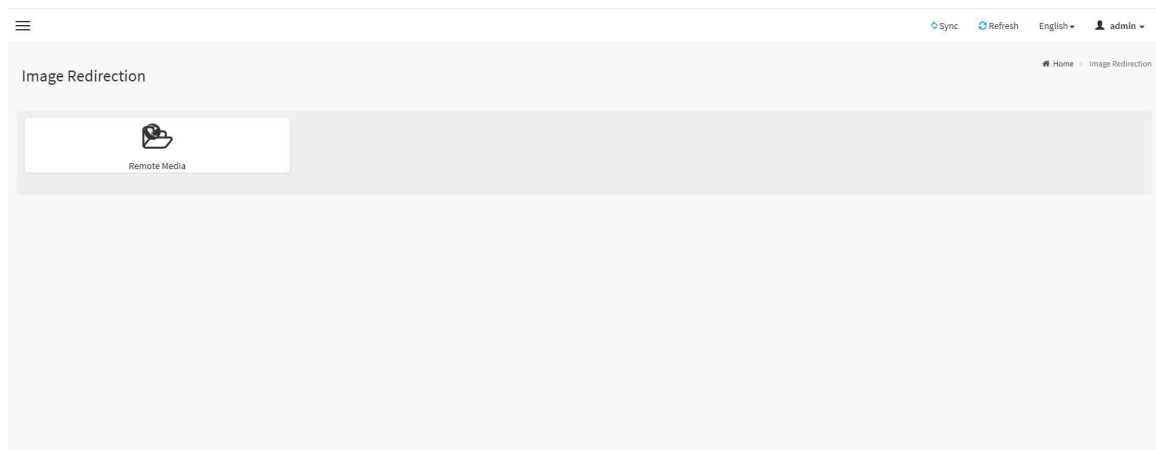 Sync Refresh English admin
Home > Image Redirection
Image Redirection
Remote Media